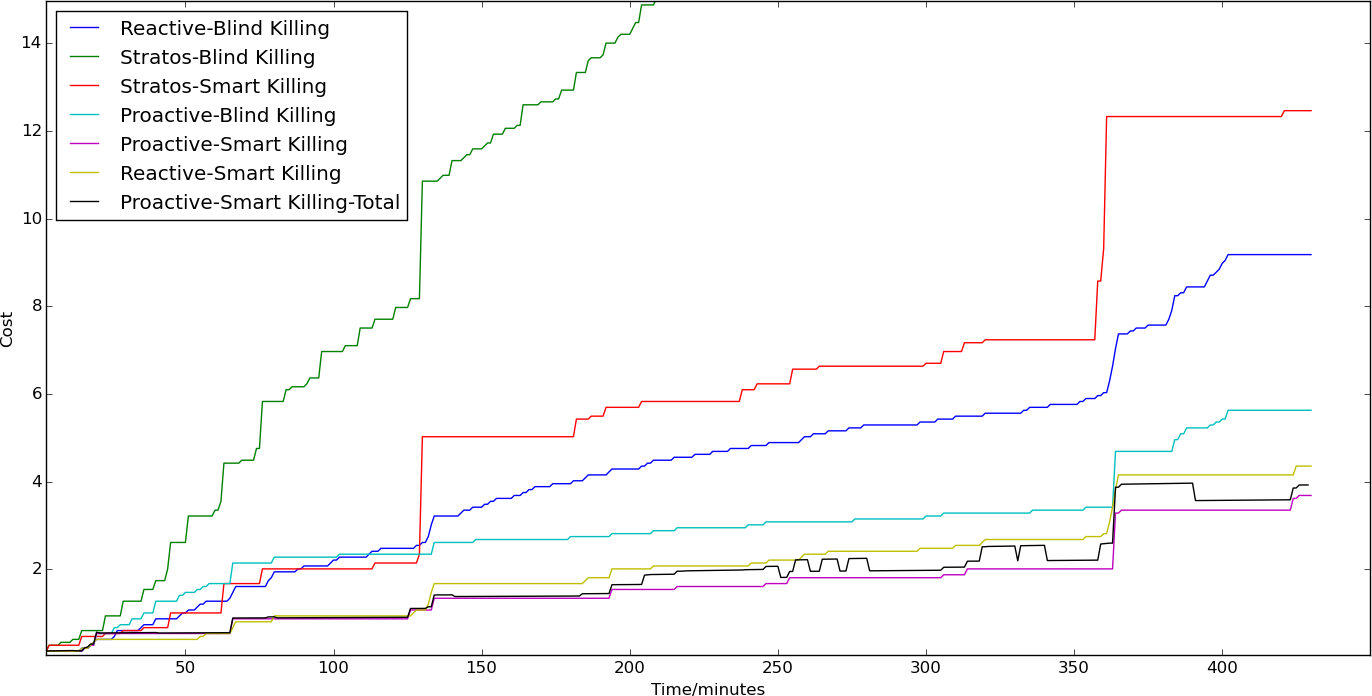 Reactive-Blind Killing
Stratos-Blind Killing
Stratos-Smart Killing
Proactive-Blind Killing
Proactive-Smart Killing
Reactive-Smart Killing
Proactive-Smart Killing-Total
14
12
10
8
6
4
2
Cost
50
100
150
200
250
300
350
400
Time/minutes